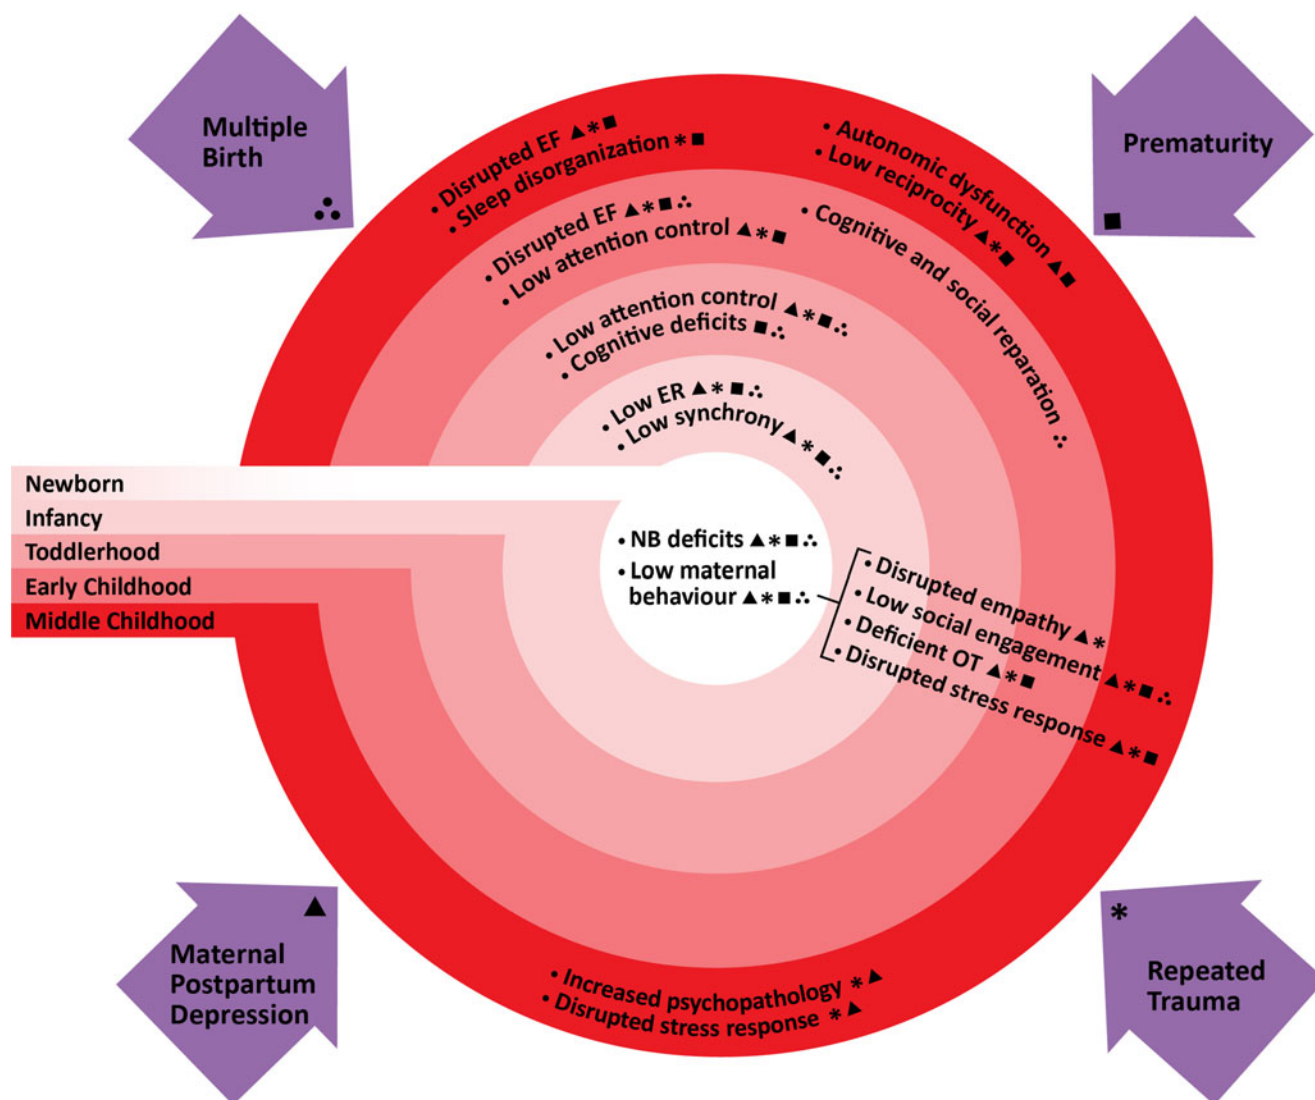 Multiple
Birth ∴
Prematurity
■
• Disrupted EF ▲*■
• Sleep disorganization *■
• Autonomic dysfunction ▲■
• Low reciprocity ▲*■
• Disrupted EF ▲*■∴
• Low attention control ▲*■
• Cognitive and social reparation ∴
• Low attention control ▲*■∴
• Cognitive deficits ■∴
• Low ER ▲*■∴
• Low synchrony ▲*■∴
Newborn
Infancy
Toddlerhood
Early Childhood
Middle Childhood
• NB deficits ▲*■∴
• Low maternal
behaviour ▲*■∴
• Disrupted empathy ▲*
• Low social engagement ▲*■∴
• Deficient OT ▲*■
• Disrupted stress response ▲*■
• Increased psychopathology *▲
• Disrupted stress response *▲
▲
Maternal
Postpartum
Depression
*
Repeated
Trauma